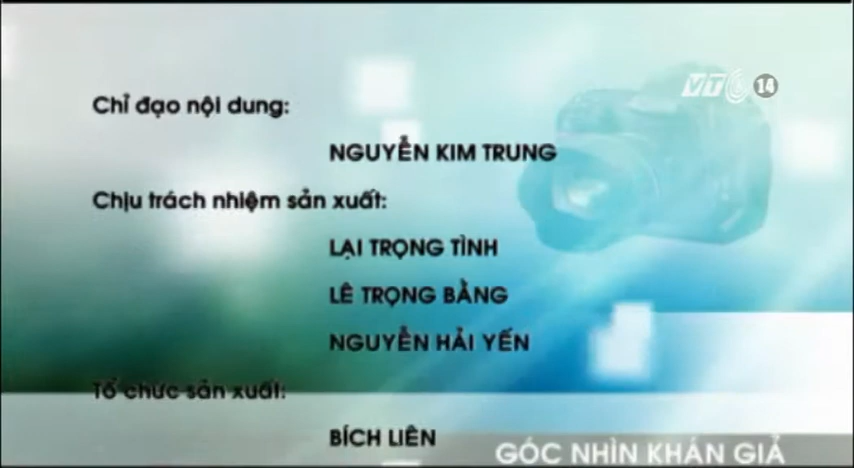 VTC 14
Chỉ đạo nội dung:
NGUYỄN KIM TRUNG
Chịu trách nhiệm sản xuất:
LẠI TRỌNG TÌNH
LÊ TRỌNG BẰNG
NGUYỄN HẢI YẾN
Tổ chức sản xuất:
BÍCH LIÊN
GÓC NHÌN KHÁN GIẢ